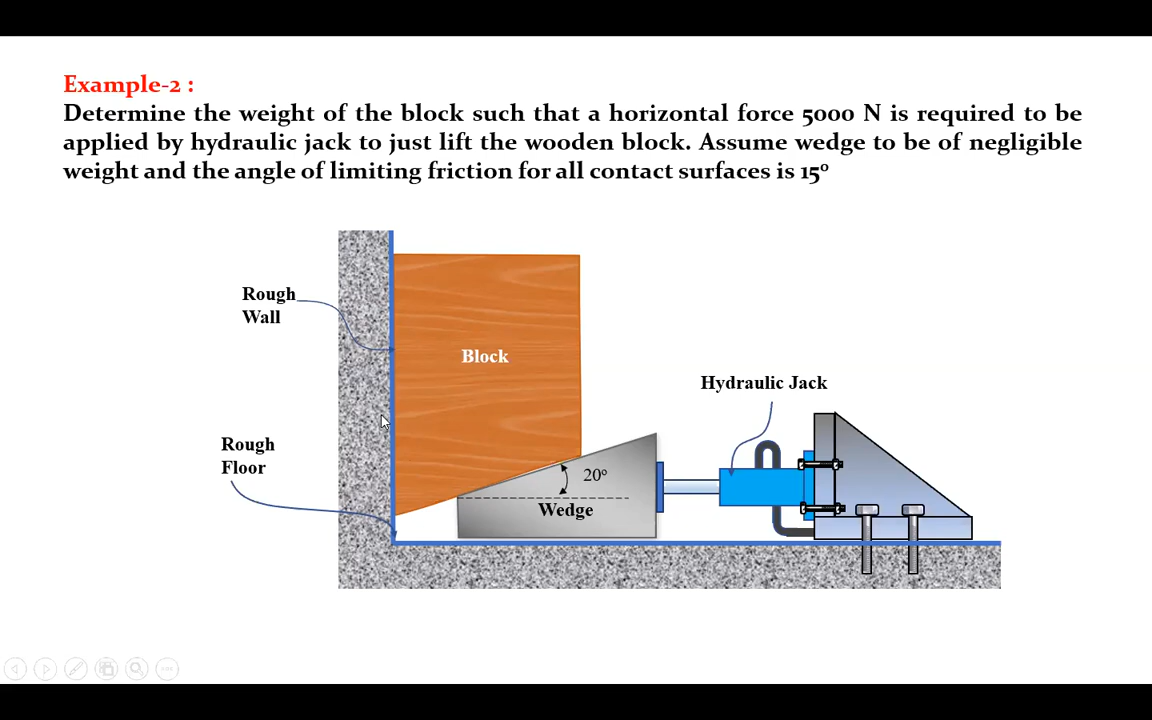 Example-2 :
Determine the weight of the block such that a horizontal force 5000 N is required to be
applied by hydraulic jack to just lift the wooden block. Assume wedge to be of negligible
weight and the angle of limiting friction for all contact surfaces is 15º
Rough
Wall
Block
Hydraulic Jack
Rough
Floor
20º
Wedge